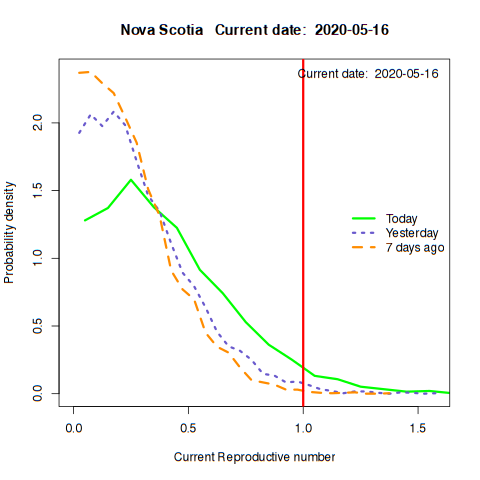 Nova Scotia Current date: 2020-05-16
Current date: 2020-05-16
Probability density
2.0
1.5
1.0
0.5
0.0
Today
Yesterday
7 days ago
0.0 0.5 1.0 1.5
Current Reproductive number